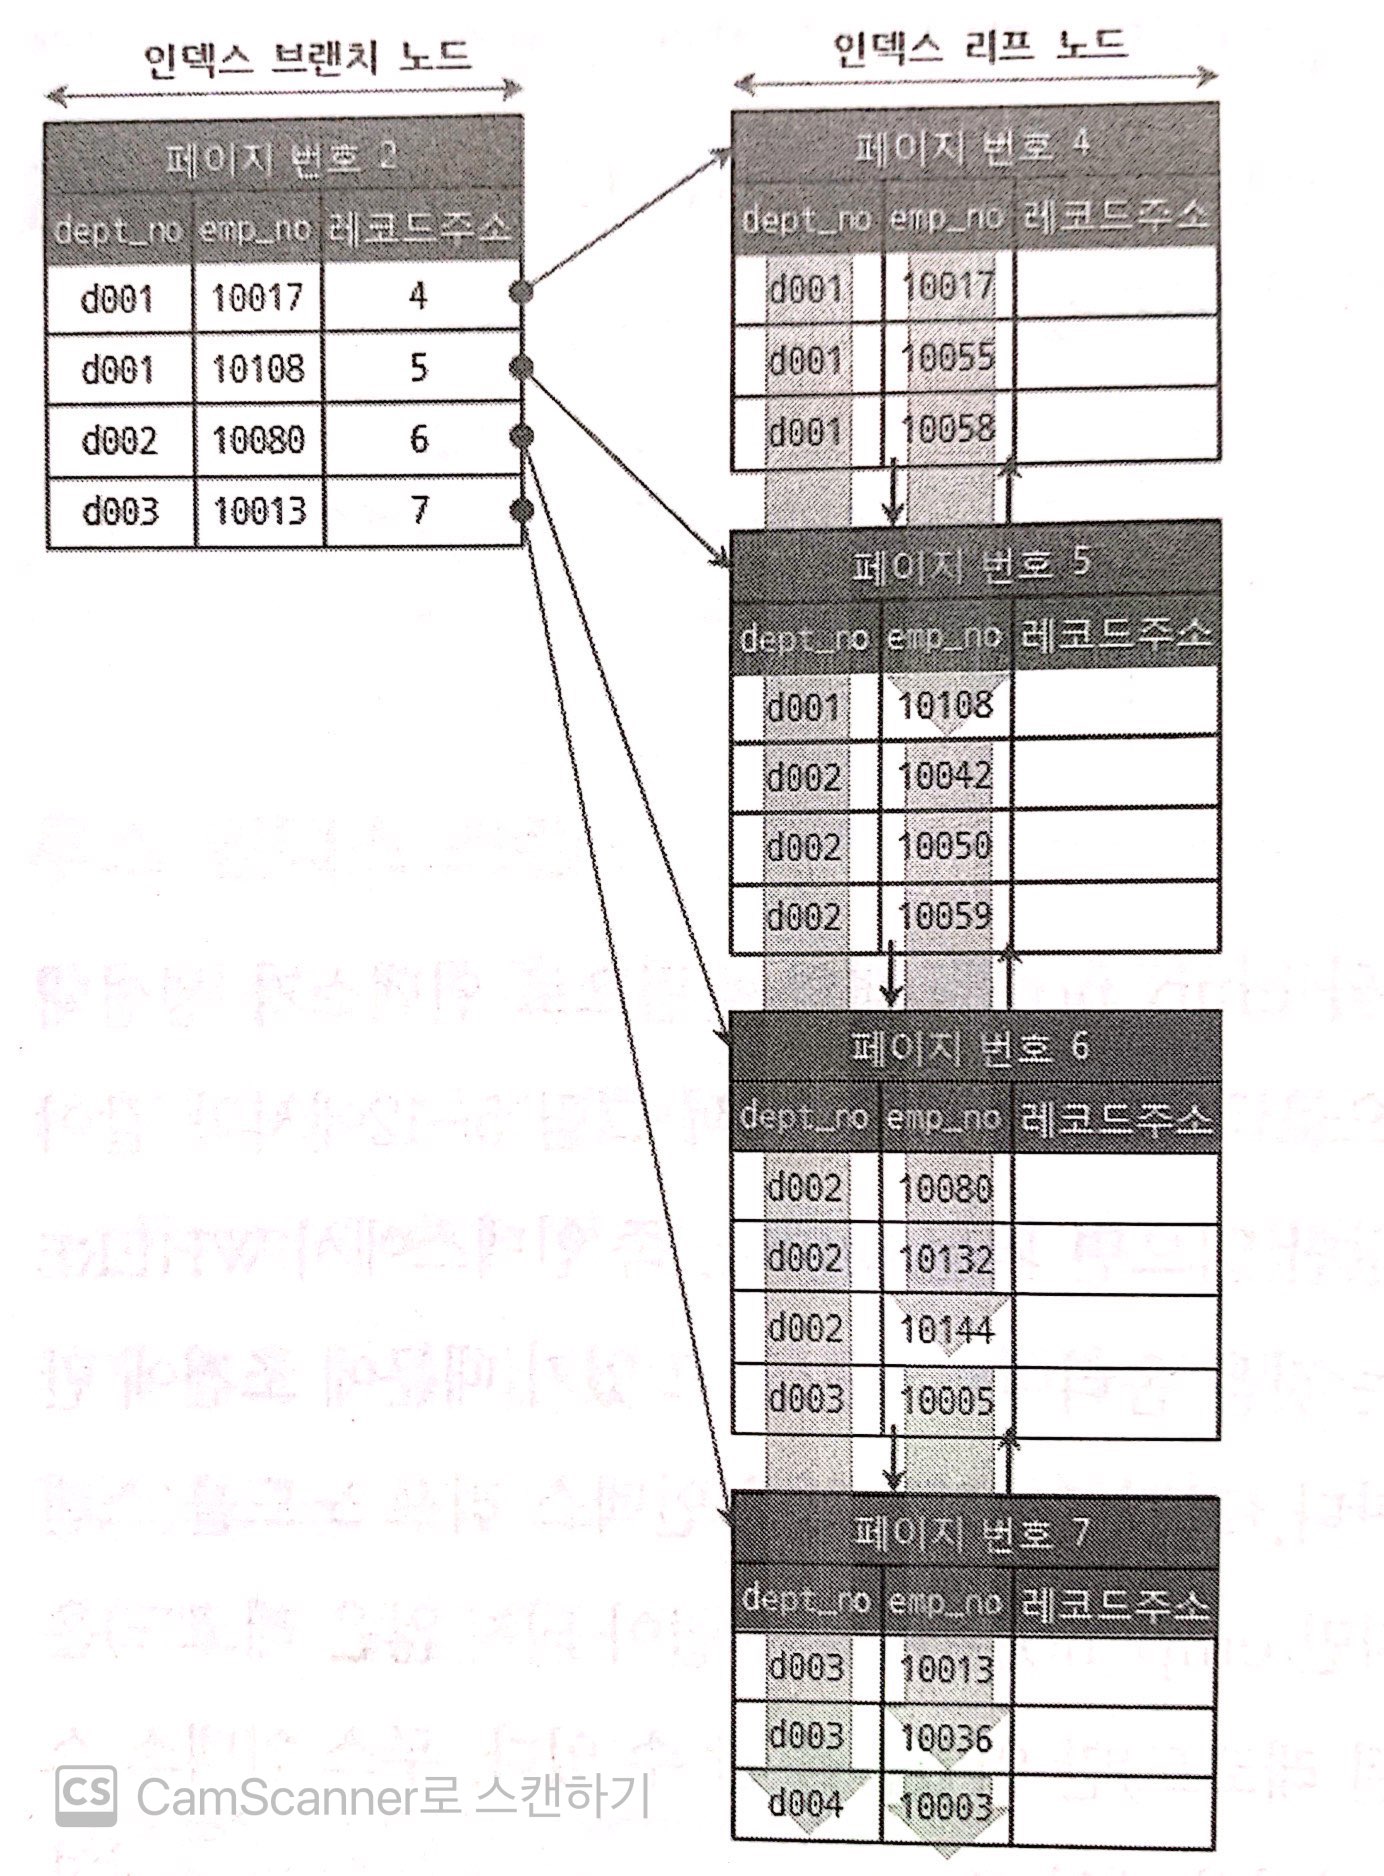 인덱스 브랜치 노드
페이지 번호 2
dept_no emp_no 레코드주소
d001 10017 4
d001 10108 5
d002 10080 6
d003 10013 7
인덱스 리프 노드
페이지 번호 4
dept_no emp_no 레코드주소
d001 10017
d001 10055
d001 10058
페이지 번호 5
dept_no emp_no 레코드주소
d001 10108
d002 10042
d002 10050
d002 10059
페이지 번호 6
dept_no emp_no 레코드주소
d002 10080
d002 10132
d002 10144
d003 10005
페이지 번호 7
dept_no emp_no 레코드주소
d003 10013
d003 10036
d004 10003
CS CamScanner로 스캔하기